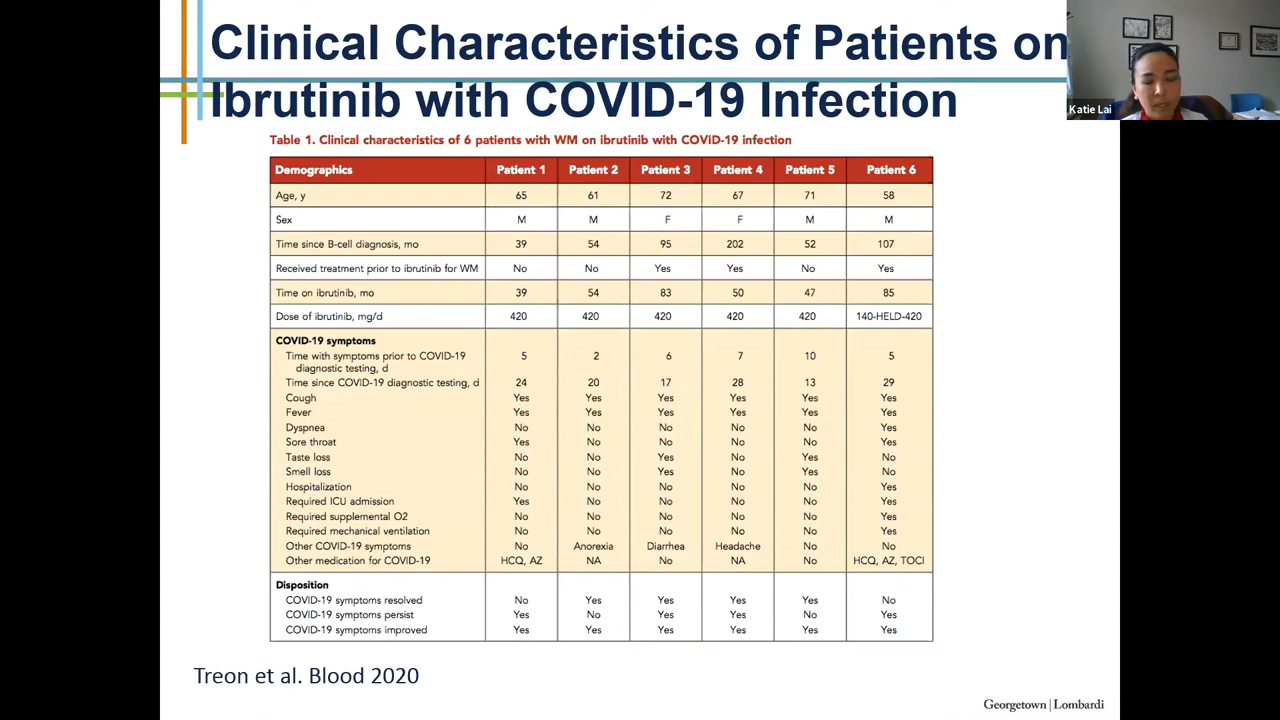 Clinical Characteristics of Patients on
Ibrutinib with COVID-19 Infection
Katie Lai
Table 1. Clinical characteristics of 6 patients with WM on ibrutinib with COVID-19 infection
Demographics Patient 1 Patient 2 Patient 3 Patient 4 Patient 5 Patient 6
Age, y 65 61 72 67 71 58
Sex M M F F M M
Time since B-cell diagnosis, mo 39 54 95 202 52 107
Received treatment prior to ibrutinib for WM No No Yes Yes No Yes
Time on ibrutinib, mo 39 54 83 50 47 85
Dose of ibrutinib, mg/d 420 420 420 420 420 140-HELD-420
COVID-19 symptoms
Time with symptoms prior to COVID-19 5 2 6 7 10 5
diagnostic testing, d
Time since COVID-19 diagnostic testing, d 24 20 17 28 13 29
Cough Yes Yes Yes Yes Yes Yes
Fever Yes Yes Yes Yes Yes Yes
Dyspnea No No No No No Yes
Sore throat Yes No No No No Yes
Taste loss No No Yes No Yes No
Smell loss No No Yes No Yes No
Hospitalization No No No No No Yes
Required ICU admission Yes No No No No Yes
Required supplemental O2 No No No No No Yes
Required mechanical ventilation No No No No No Yes
Other COVID-19 symptoms No Anorexia Diarrhea Headache No No
Other medication for COVID-19 HCQ, AZ NA No NA No HCQ, AZ, TOCI
Disposition
COVID-19 symptoms resolved No Yes Yes Yes Yes No
COVID-19 symptoms persist Yes No Yes Yes No Yes
COVID-19 symptoms improved Yes Yes Yes Yes Yes Yes
Treon et al. Blood 2020
Georgetown | Lombardi